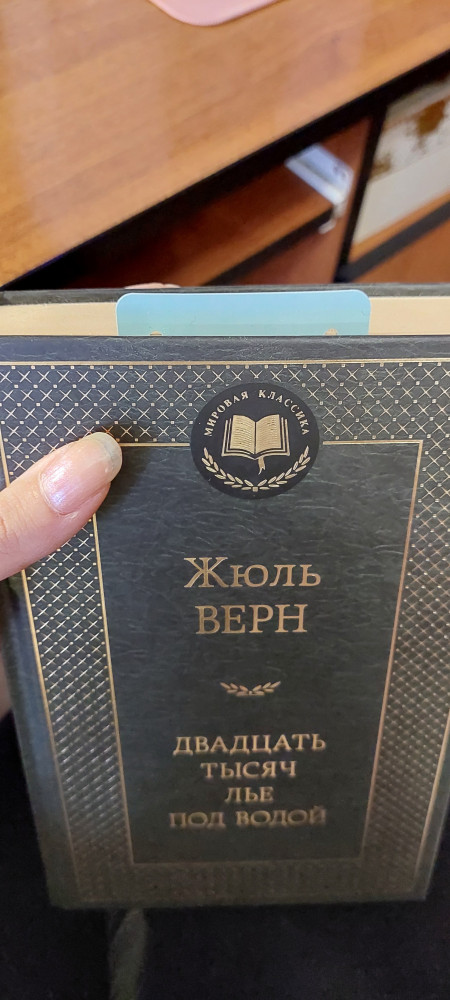 МИРОВАЯ КЛАССИКА
Жюль
ВЕРН
ДВАДЦАТЬ
ТЫСЯЧ
ЛЬЕ
ПОД ВОДОЙ